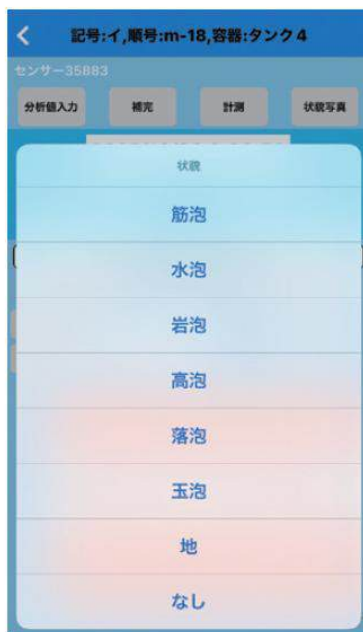 記号:イ,順号:m-18,容器:タンク4
センサー35883
分析値入力 補完 計測 状貌写真
状貌
筋泡
水泡
岩泡
高泡
落泡
玉泡
地
なし